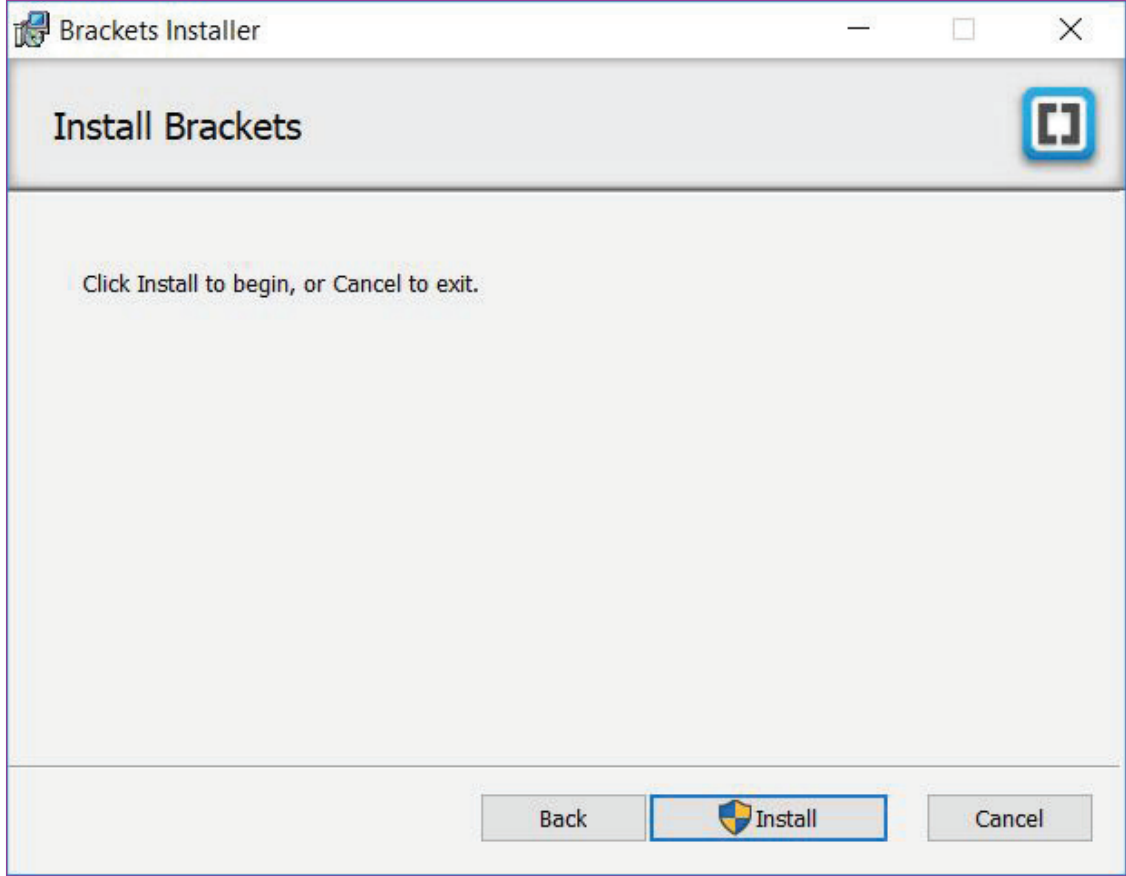 Brackets Installer
Install Brackets
Click Install to begin, or Cancel to exit.
Back
Install
Cancel